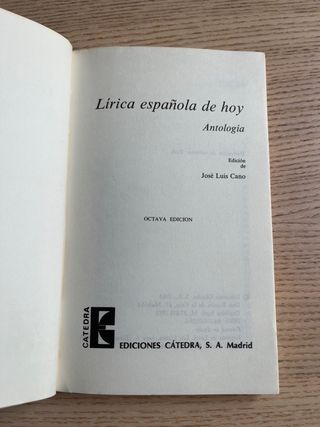 Lírica española de hoy
Antología
Edición
de
José Luis Cano
OCTAVA EDICION
CATEDRA
EDICIONES CÁTEDRA, S. A. Madrid